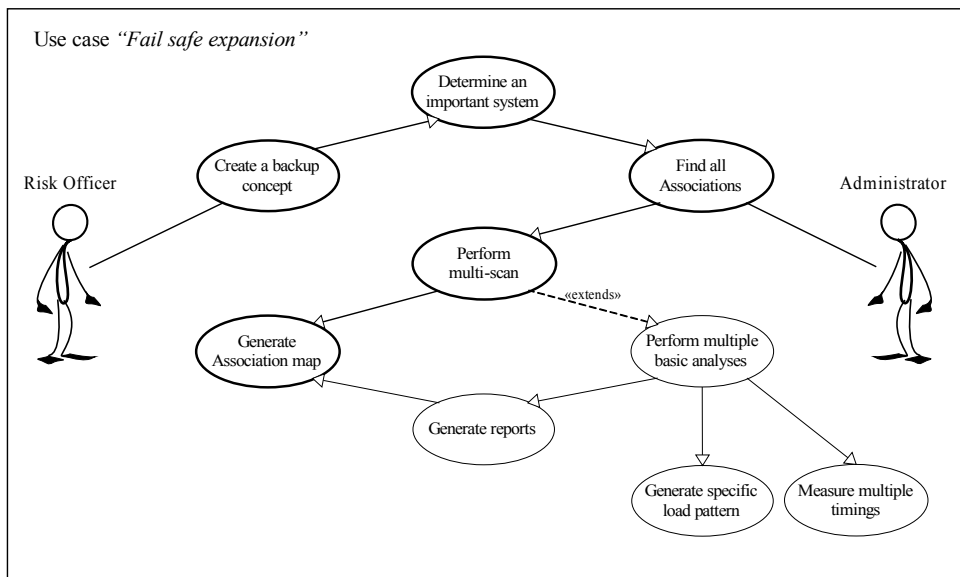 Use case “Fail safe expansion”
Determine an
important system
Create a backup
concept
Find all
Associations
Risk Officer
Administrator
Perform
multi-scan
«extends»
Generate
Association map
Perform multiple
basic analyses
Generate reports
Generate specific
load pattern
Measure multiple
timings